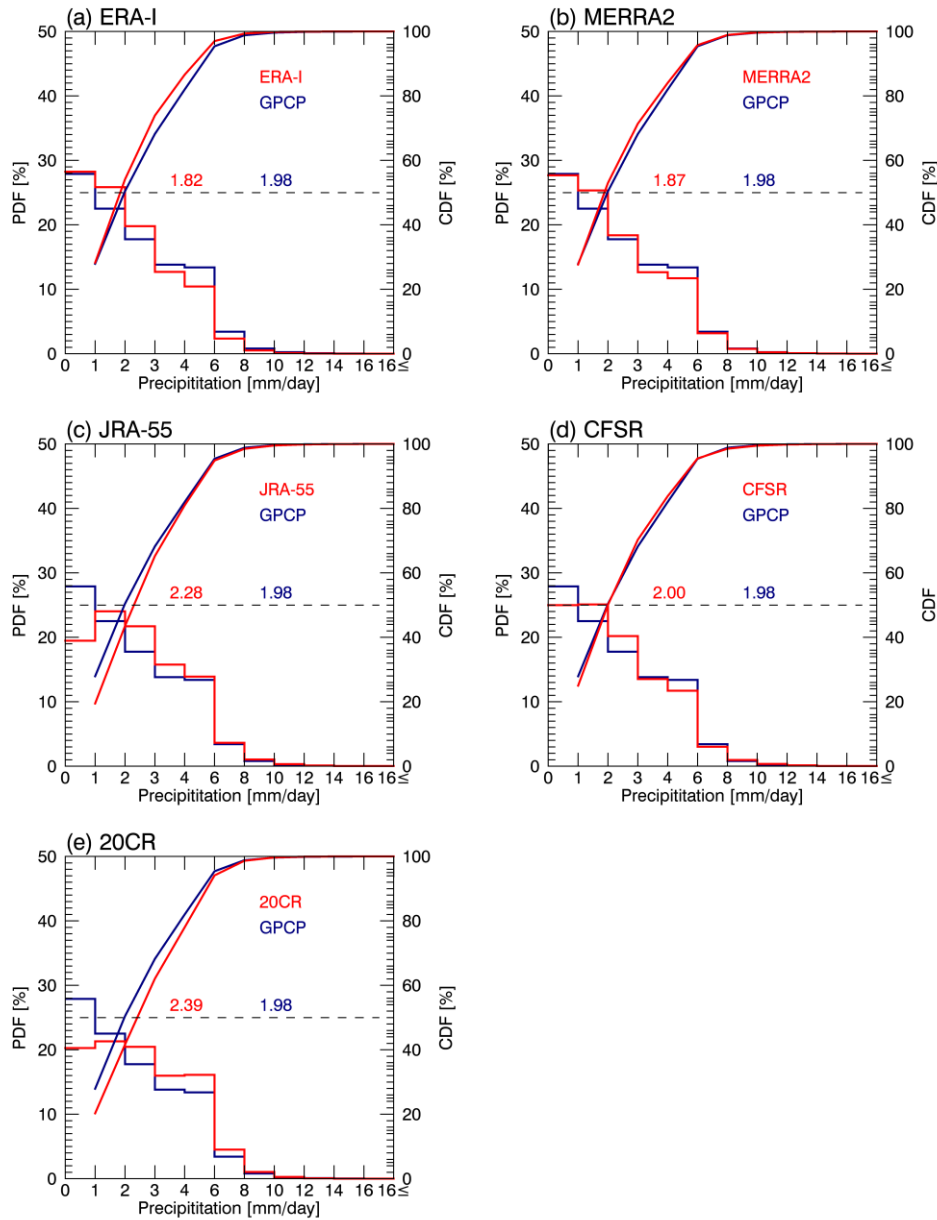 (a) ERA-I
50
100
ERA-I
GPCP
40
80
30
60
1.82
1.98
20
40
10
20
0
0
PDF [%]
CDF [%]
0 1 2 3 4 6 8 10 12 14 16 16≤
Precipititation [mm/day]
(b) MERRA2
50
100
MERRA2
GPCP
40
80
30
60
1.87
1.98
20
40
10
20
0
0
PDF [%]
CDF [%]
0 1 2 3 4 6 8 10 12 14 16 16≤
Precipititation [mm/day]
(c) JRA-55
50
100
JRA-55
GPCP
40
80
30
60
2.28
1.98
20
40
10
20
0
0
PDF [%]
CDF [%]
0 1 2 3 4 6 8 10 12 14 16 16≤
Precipititation [mm/day]
(d) CFSR
50
100
CFSR
GPCP
40
80
30
60
2.00
1.98
20
40
10
20
0
0
PDF [%]
CDF
0 1 2 3 4 6 8 10 12 14 16 16≤
Precipititation [mm/day]
(e) 20CR
50
100
20CR
GPCP
40
80
30
60
2.39
1.98
20
40
10
20
0
0
PDF [%]
CDF [%]
0 1 2 3 4 6 8 10 12 14 16 16≤
Precipititation [mm/day]